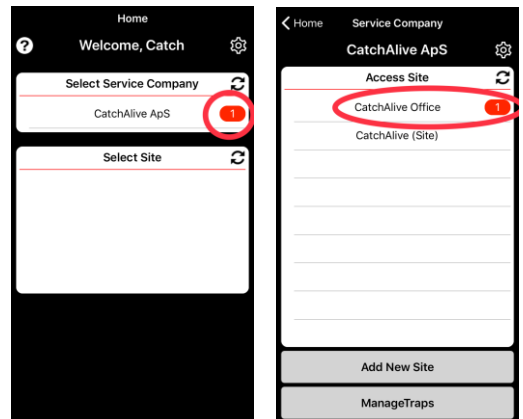 Home
Welcome, Catch
Select Service Company
CatchAlive ApS
1
Select Site
Home
Service Company
CatchAlive ApS
Access Site
CatchAlive Office
1
CatchAlive (Site)
Add New Site
ManageTraps